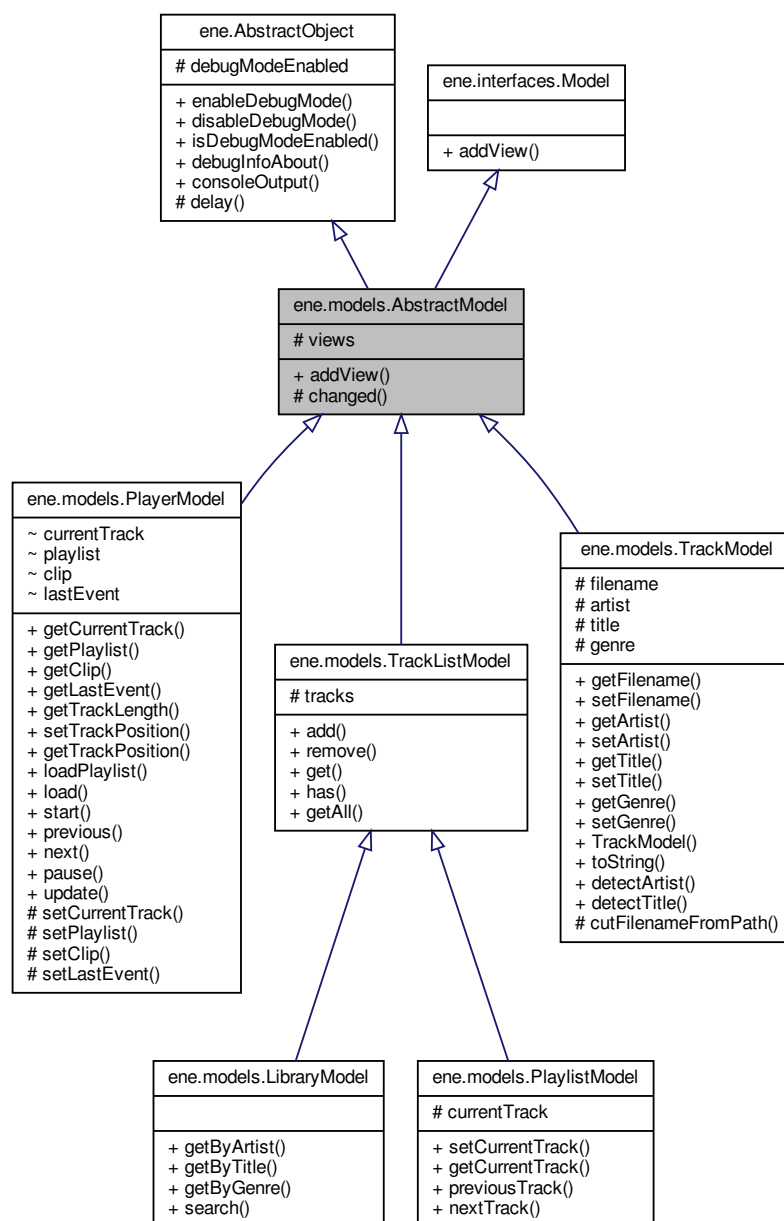 ene.AbstractObject
# debugModeEnabled
+ enableDebugMode()
+ disableDebugMode()
+ isDebugModeEnabled()
+ debugInfoAbout()
+ consoleOutput()
# delay()
ene.interfaces.Model
+ addView()
ene.models.AbstractModel
# views
+ addView()
# changed()
ene.models.PlayerModel
~ currentTrack
~ playlist
~ clip
~ lastEvent
+ getCurrentTrack()
+ getPlaylist()
+ getClip()
+ getLastEvent()
+ getTrackLength()
+ setTrackPosition()
+ getTrackPosition()
+ loadPlaylist()
+ load()
+ start()
+ previous()
+ next()
+ pause()
+ update()
# setCurrentTrack()
# setPlaylist()
# setClip()
# setLastEvent()
ene.models.TrackListModel
# tracks
+ add()
+ remove()
+ get()
+ has()
+ getAll()
ene.models.TrackModel
# filename
# artist
# title
# genre
+ getFilename()
+ setFilename()
+ getArtist()
+ setArtist()
+ getTitle()
+ setTitle()
+ getGenre()
+ setGenre()
+ TrackModel()
+ toString()
+ detectArtist()
+ detectTitle()
# cutFilenameFromPath()
ene.models.LibraryModel
+ getByArtist()
+ getByTitle()
+ getByGenre()
+ search()
ene.models.PlaylistModel
# currentTrack
+ setCurrentTrack()
+ getCurrentTrack()
+ previousTrack()
+ nextTrack()